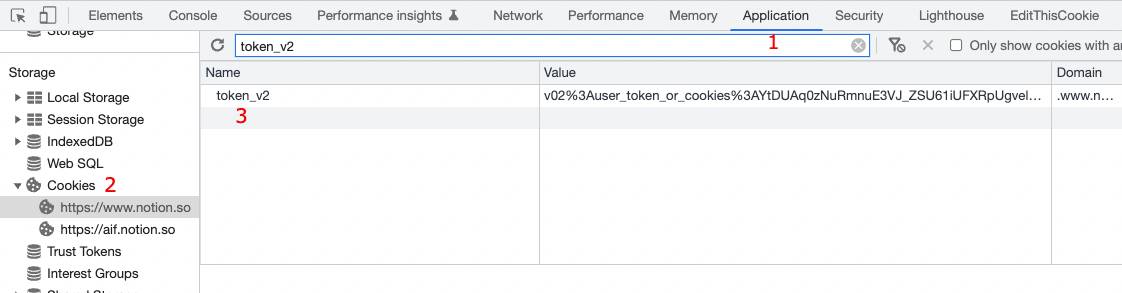 Elements Console Sources Performance insights Network Performance Memory Application Security Lighthouse EditThisCookie
Storage
token_v2 1 Only show cookies with an
Storage
Name Value Domain
Local Storage
token_v2 v02%3Auser_token_or_cookies%3AYtDUAq0zNuRmnuE3VJ_ZSU61iUFXRpUgvel... .www.n...
Session Storage 3
IndexedDB
Web SQL
Cookies 2
https://www.notion.so
https://aif.notion.so
Trust Tokens
Interest Groups